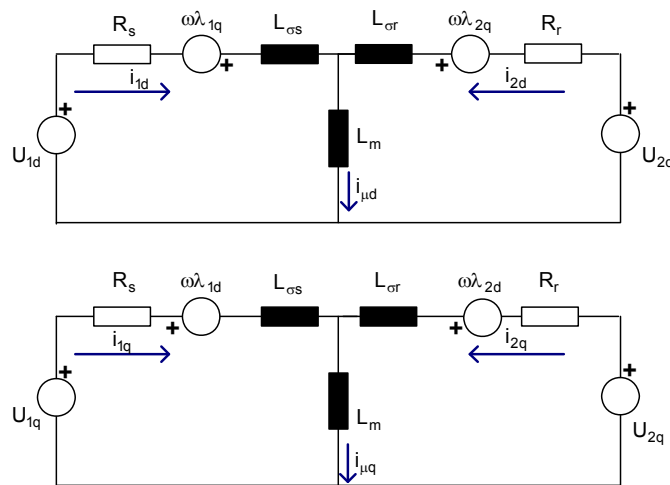 R_s ωλ_1q L_σs L_σr ωλ_2q R_r
+ +
i_1d i_2d
+ +
U_1d L_m U_2d
i_μd
R_s ωλ_1d L_σs L_σr ωλ_2d R_r
+ +
i_1q i_2q
+ +
U_1q L_m U_2q
i_μq